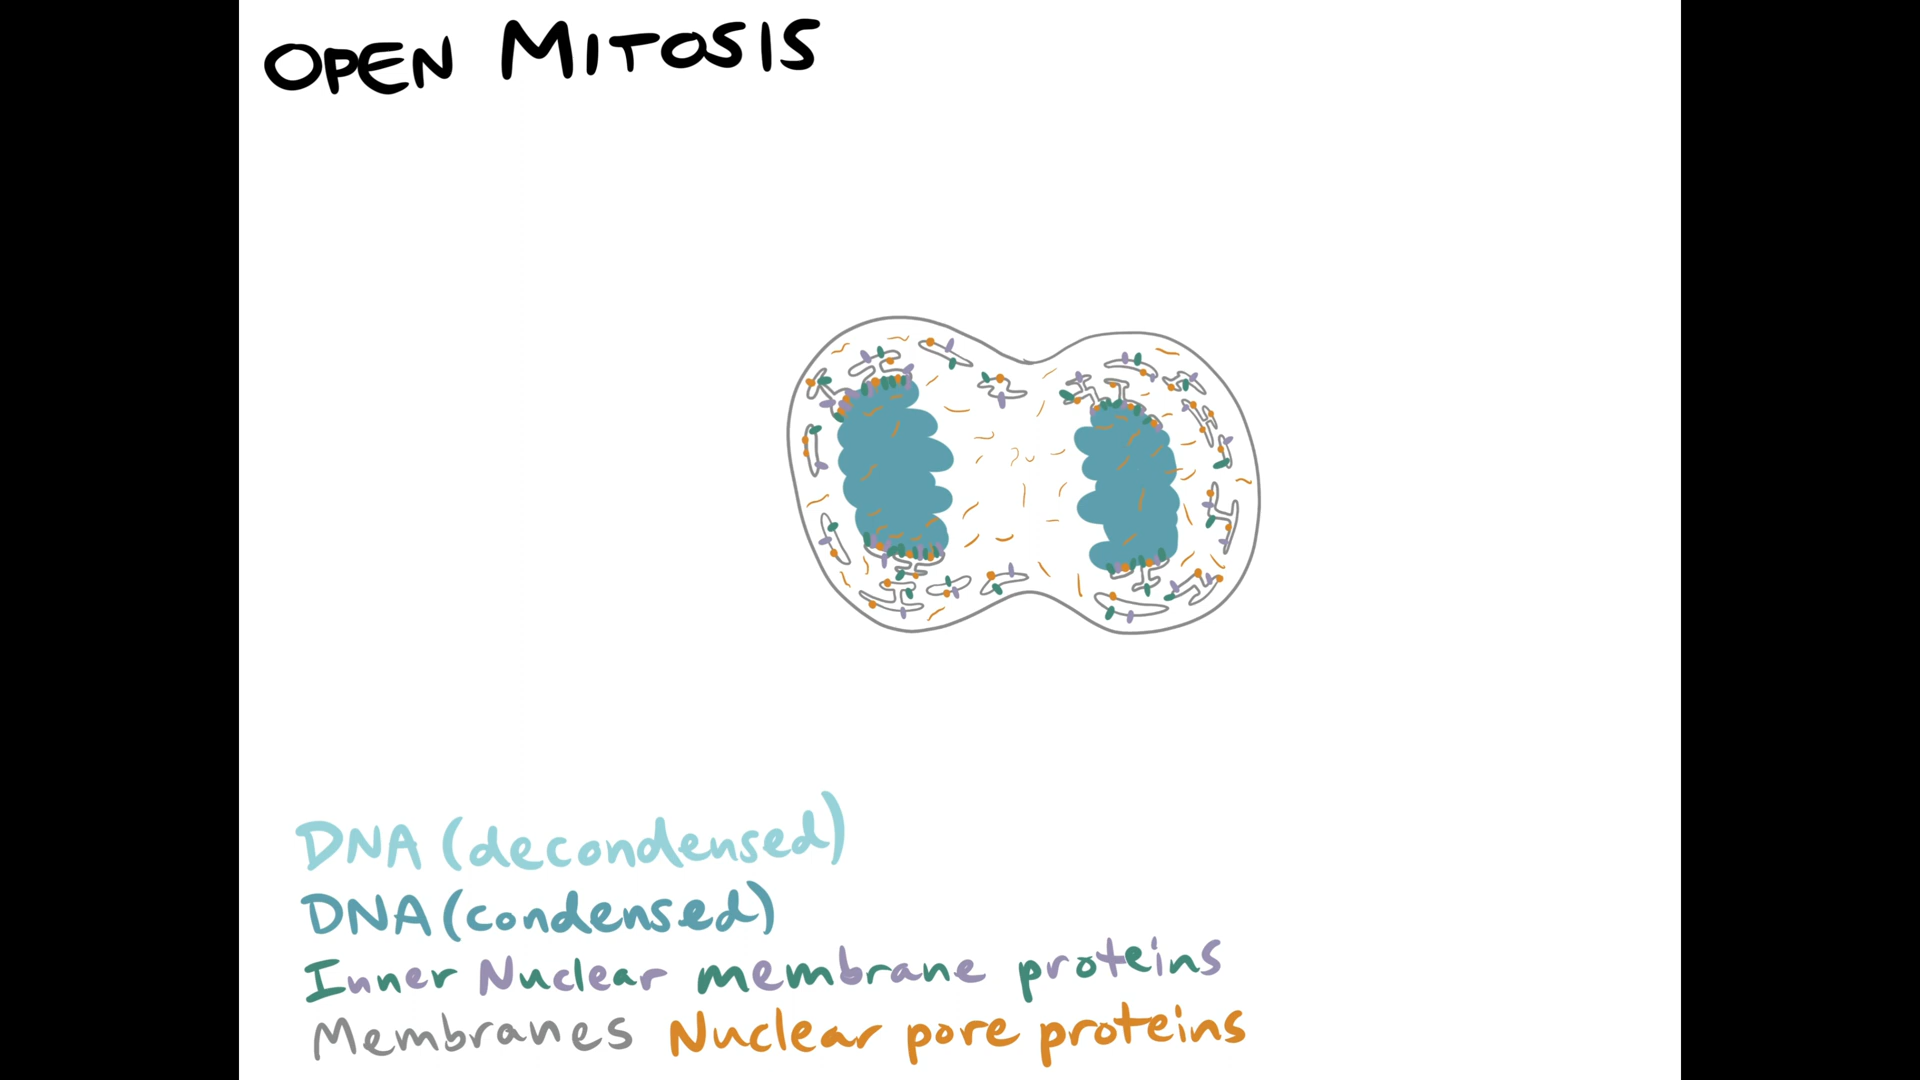 OPEN MITOSIS
DNA (decondensed)
DNA (condensed)
Inner Nuclear membrane proteins
Membranes Nuclear pore proteins